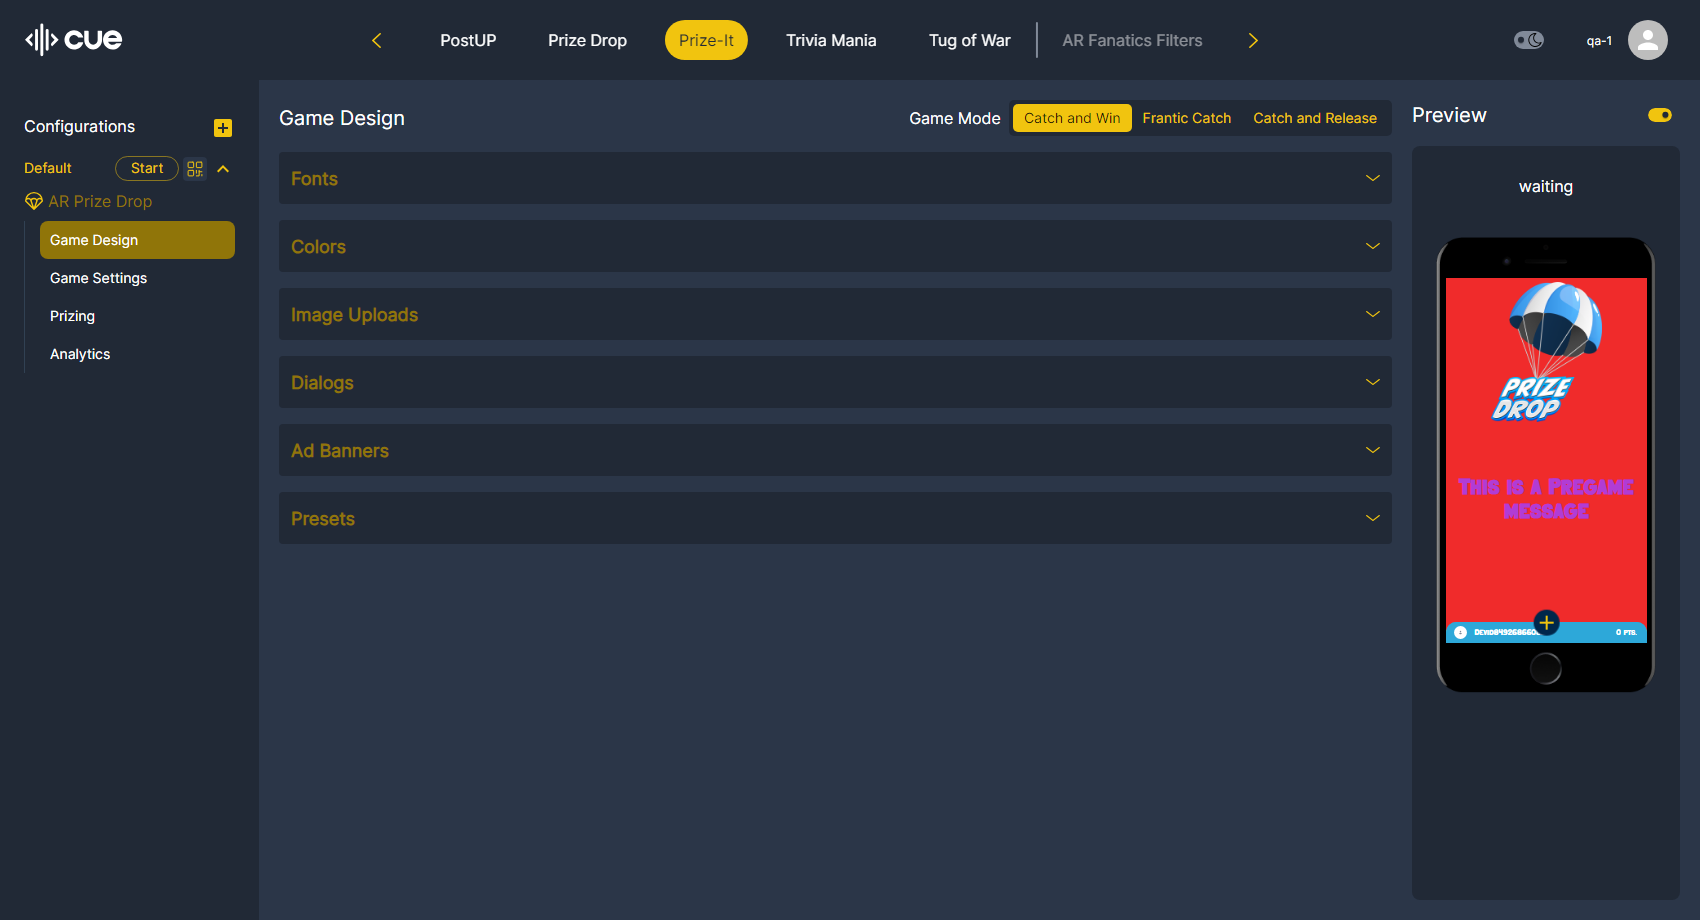 cue
PostUP
Prize Drop
Prize-It
Trivia Mania
Tug of War
AR Fanatics Filters
qa-1
Configurations
Default
Start
AR Prize Drop
Game Design
Game Settings
Prizing
Analytics
Game Design
Game Mode
Catch and Win
Frantic Catch
Catch and Release
Fonts
Colors
Image Uploads
Dialogs
Ad Banners
Presets
Preview
waiting
PRIZE
DROP
This is a Pregame
message
0 pts.